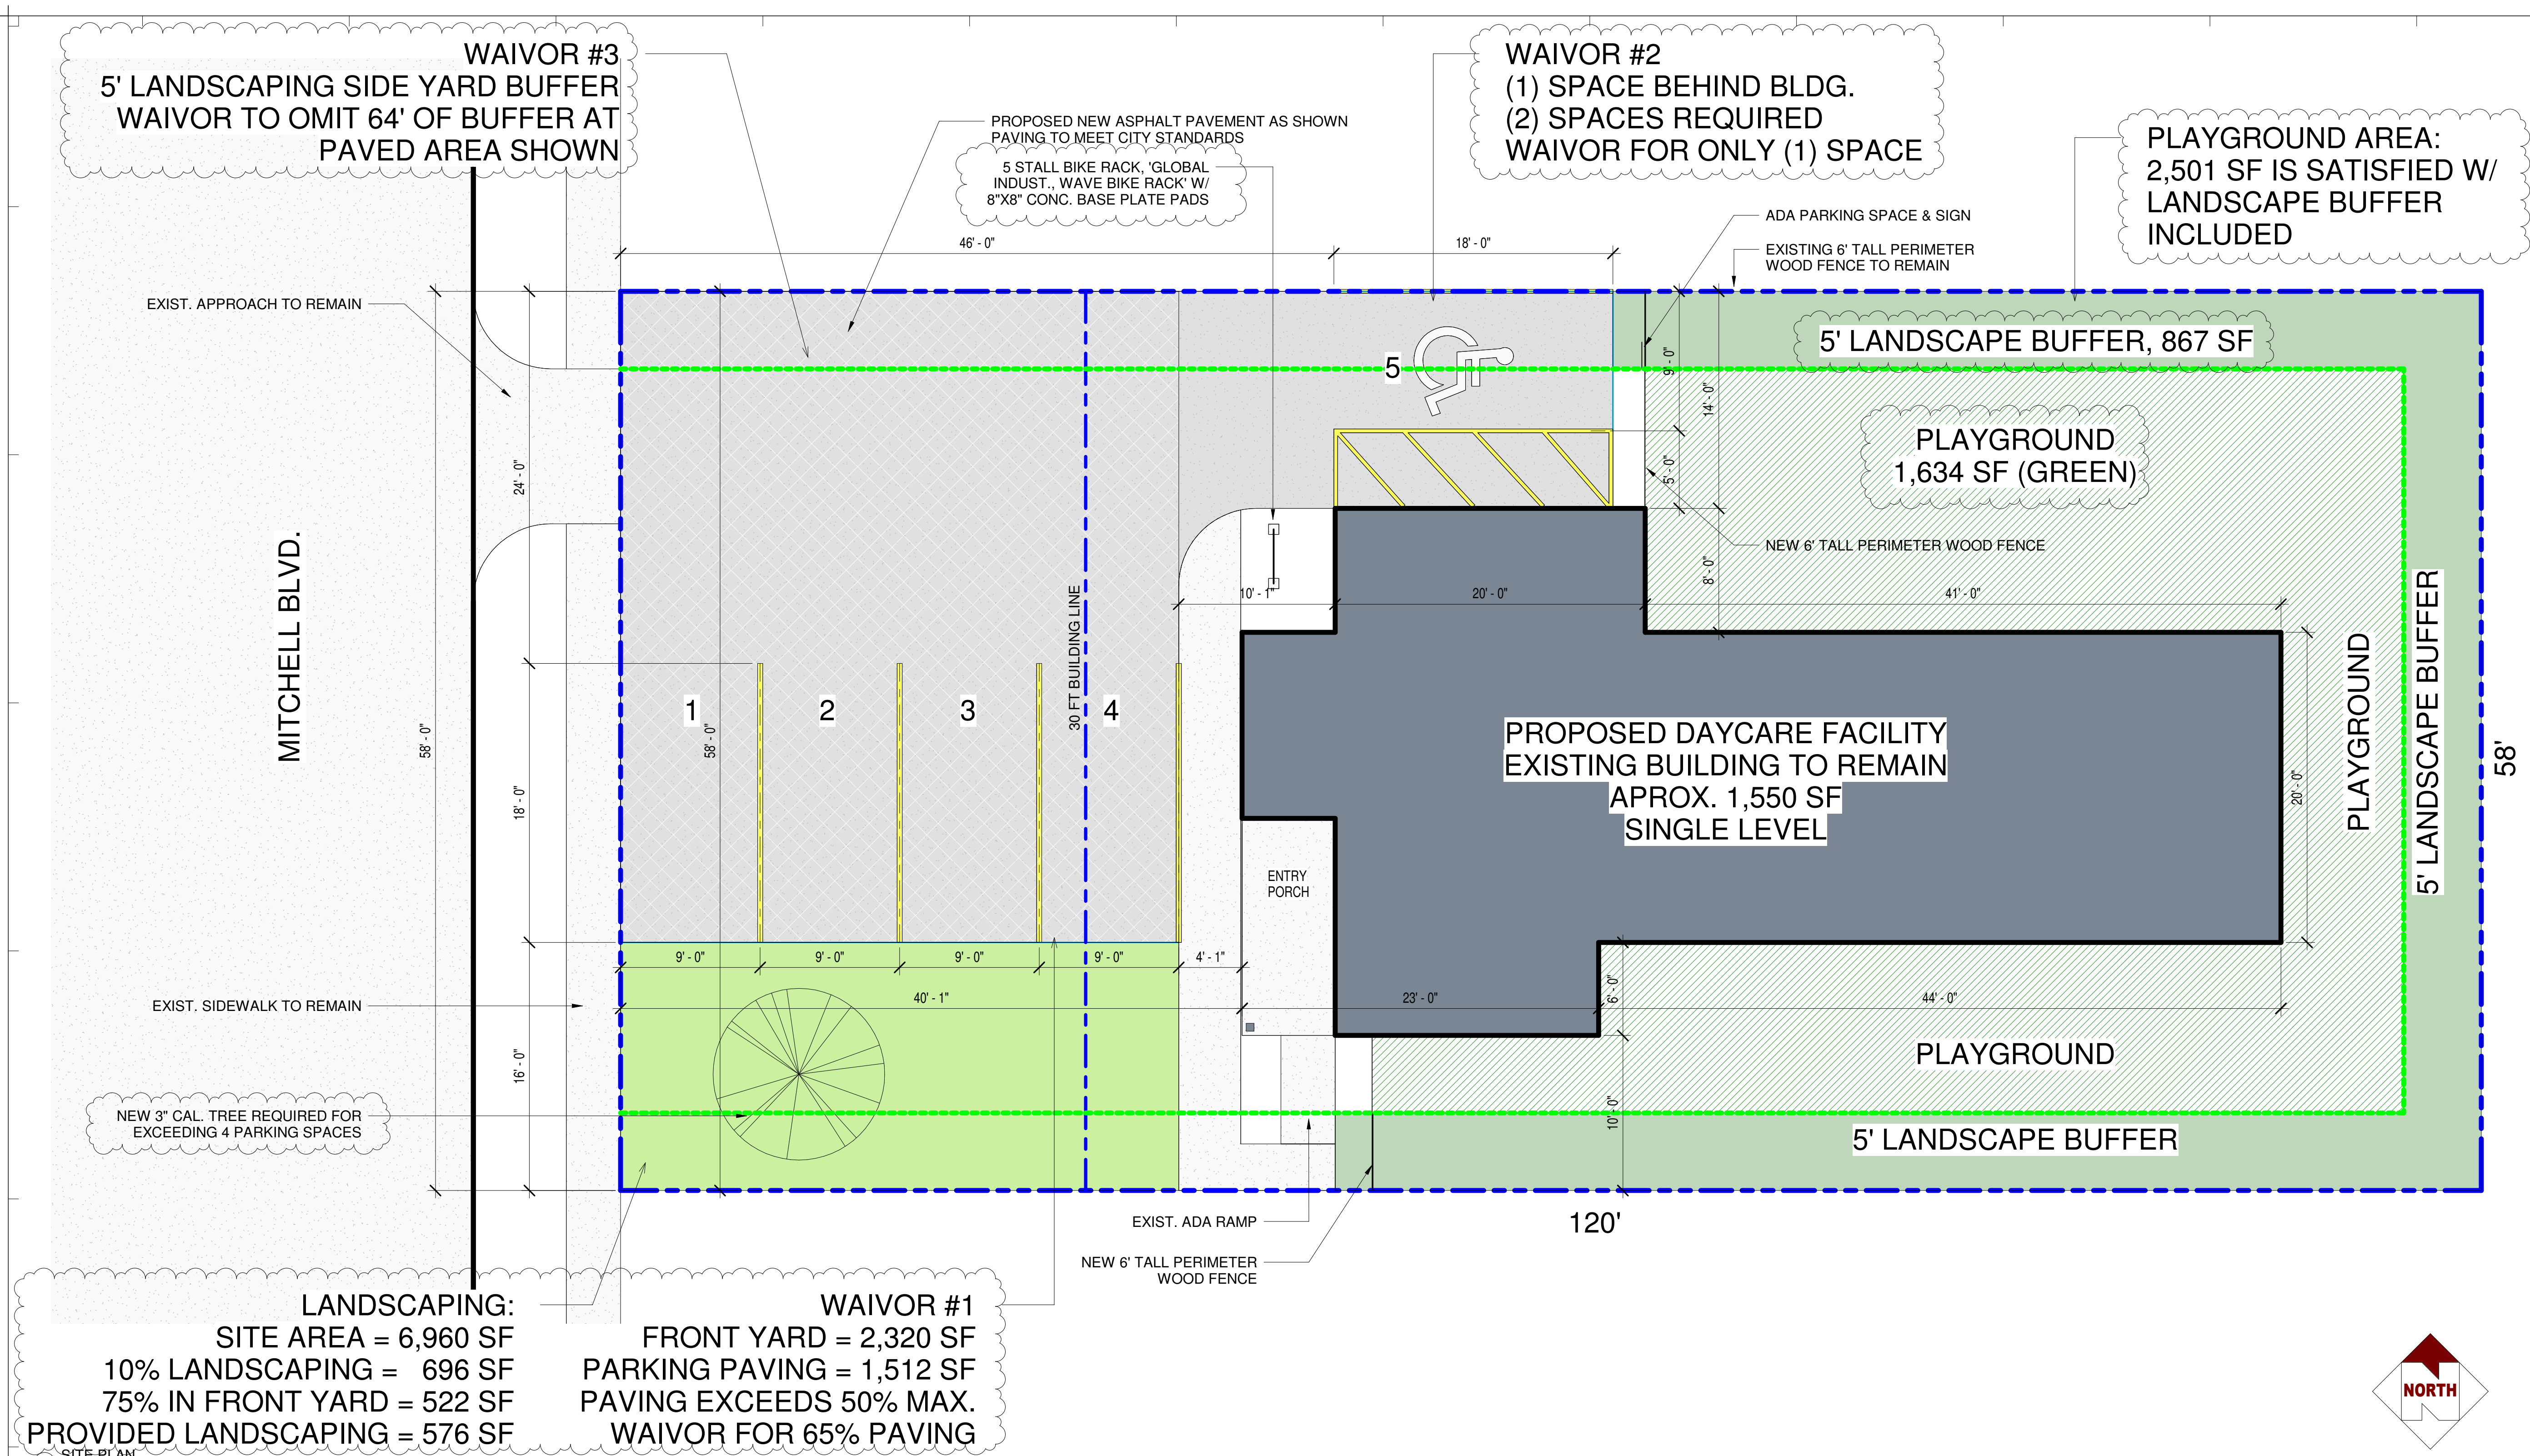 WAIVOR #3
5' LANDSCAPING SIDE YARD BUFFER
WAIVOR TO OMIT 64' OF BUFFER AT
PAVED AREA SHOWN
WAIVOR #2
(1) SPACE BEHIND BLDG.
(2) SPACES REQUIRED
WAIVOR FOR ONLY (1) SPACE
PROPOSED NEW ASPHALT PAVEMENT AS SHOWN
PAVING TO MEET CITY STANDARDS
5 STALL BIKE RACK, 'GLOBAL
INDUST., WAVE BIKE RACK' W/
8"X8" CONC. BASE PLATE PADS
PLAYGROUND AREA:
2,501 SF IS SATISFIED W/
LANDSCAPE BUFFER
INCLUDED
ADA PARKING SPACE & SIGN
EXISTING 6' TALL PERIMETER
WOOD FENCE TO REMAIN
46' - 0"
18' - 0"
EXIST. APPROACH TO REMAIN
5
5' LANDSCAPE BUFFER, 867 SF
9' - 0"
14' - 0"
5' - 0"
8' - 0"
PLAYGROUND
1,634 SF (GREEN)
NEW 6' TALL PERIMETER WOOD FENCE
24' - 0"
MITCHELL BLVD.
58' - 0"
18' - 0"
16' - 0"
58' - 0"
1
2
3
4
30 FT BUILDING LINE
10' - 1"
20' - 0"
41' - 0"
PROPOSED DAYCARE FACILITY
EXISTING BUILDING TO REMAIN
APROX. 1,550 SF
SINGLE LEVEL
20' - 0"
PLAYGROUND
5' LANDSCAPE BUFFER
58'
ENTRY
PORCH
9' - 0"
9' - 0"
9' - 0"
9' - 0"
4' - 1"
40' - 1"
23' - 0"
6' - 0"
44' - 0"
EXIST. SIDEWALK TO REMAIN
PLAYGROUND
10' - 0"
NEW 3" CAL. TREE REQUIRED FOR
EXCEEDING 4 PARKING SPACES
5' LANDSCAPE BUFFER
EXIST. ADA RAMP
120'
NEW 6' TALL PERIMETER
WOOD FENCE
LANDSCAPING:
SITE AREA = 6,960 SF
10% LANDSCAPING = 696 SF
75% IN FRONT YARD = 522 SF
PROVIDED LANDSCAPING = 576 SF
WAIVOR #1
FRONT YARD = 2,320 SF
PARKING PAVING = 1,512 SF
PAVING EXCEEDS 50% MAX.
WAIVOR FOR 65% PAVING
SITE PLAN
NORTH